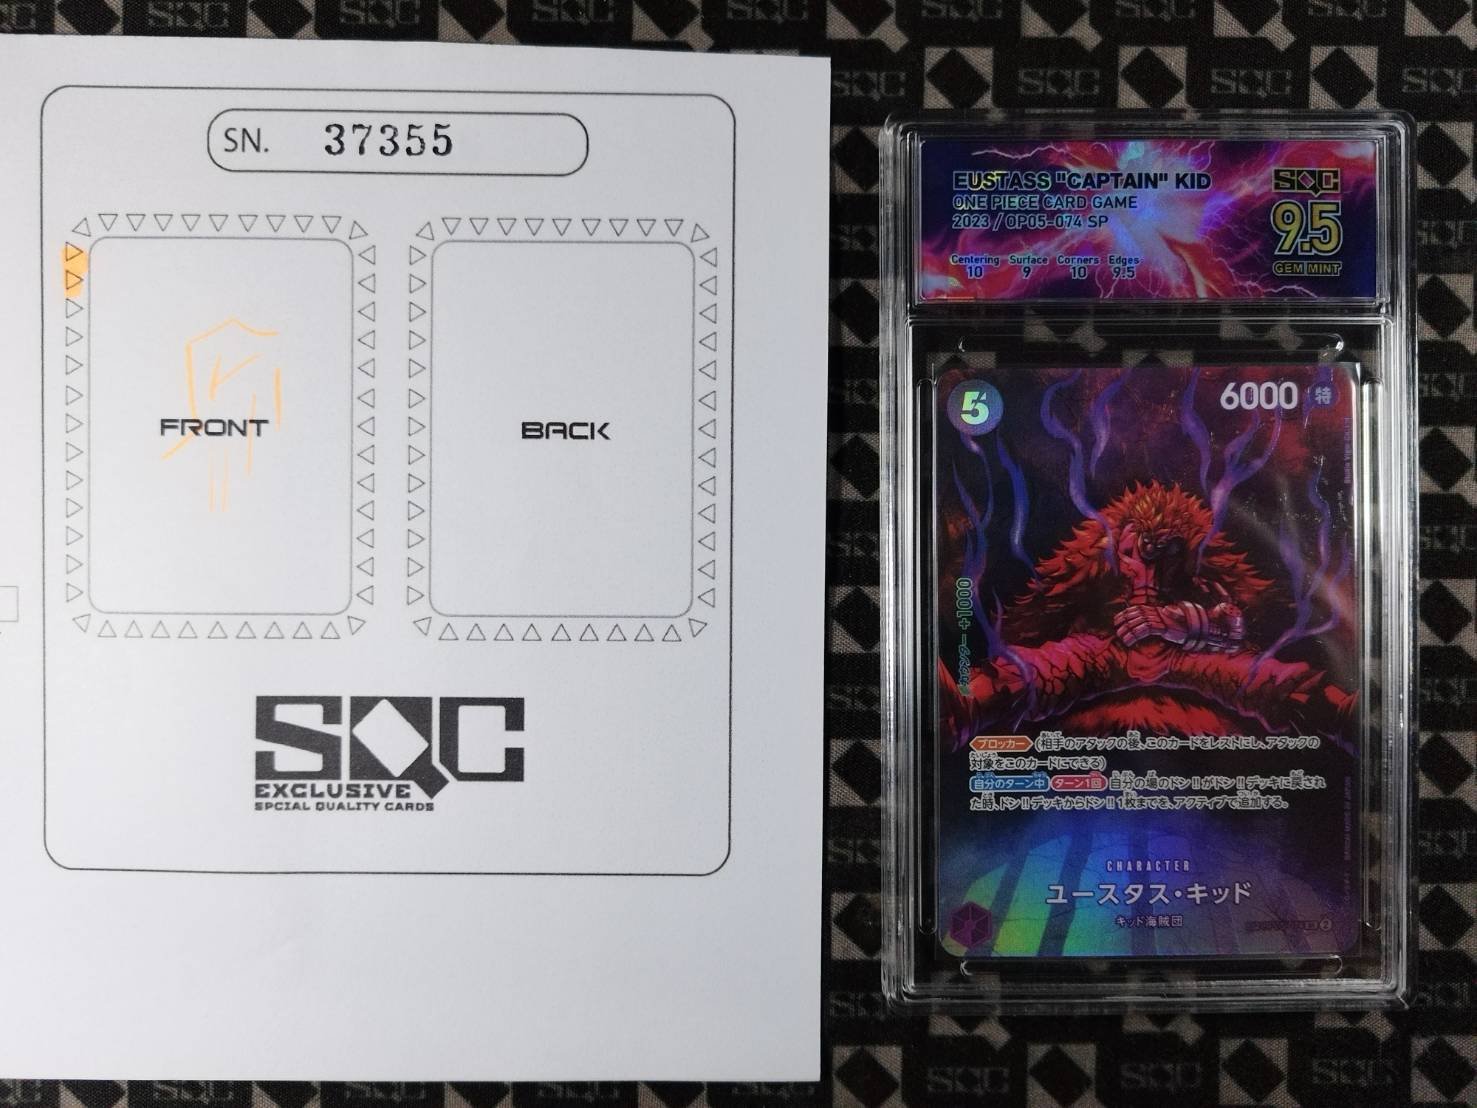 SN. 37355
FRONT
BACK
SQC
EXCLUSIVE
SPCIAL QUALITY CARDS
EUSTASS "CAPTAIN" KID
ONE PIECE CARD GAME
2023 / OP05-074 SP
Centering Surface Corners Edges
10 9 10 9.5
SQC
9.5
GEM MINT
5
6000 特
カウンター +1000
ブロッカー (相手のアタックの後、このカードをレストにし、アタックの
対象をこのカードにできる)
自分のターン中 ターン1回 自分の場のドン!!がドン!!デッキに戻され
た時、ドン!!デッキからドン!!1枚までを、アクティブで追加する。
CHARACTER
ユースタス・キッド
キッド海賊団